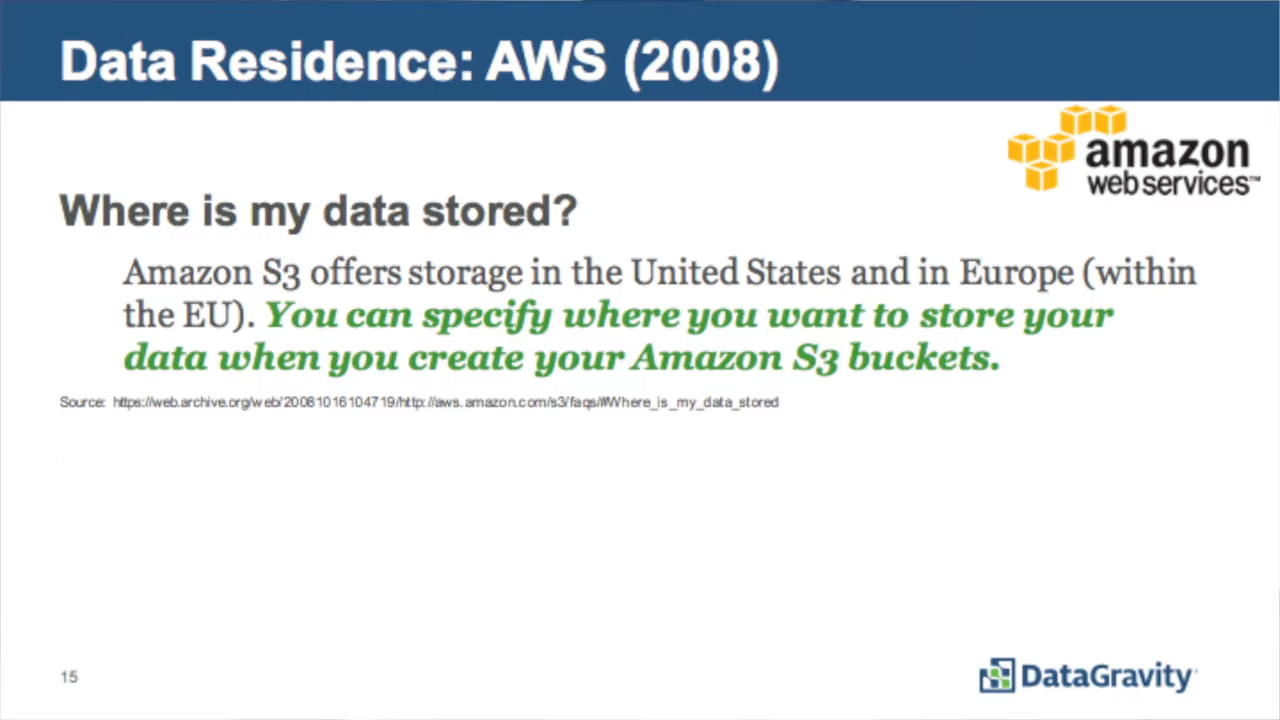 Data Residence: AWS (2008)
amazon
web services™
Where is my data stored?
Amazon S3 offers storage in the United States and in Europe (within
the EU). You can specify where you want to store your
data when you create your Amazon S3 buckets.
Source: https://web.archive.org/web/20081016104719/http://aws.amazon.com/s3/faqs/#Where_is_my_data_stored
15
DataGravity